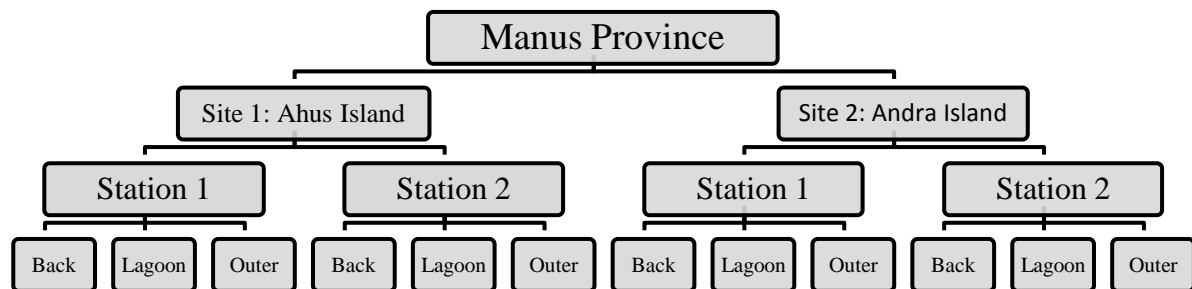 Manus Province
Site 1: Ahus Island
Site 2: Andra Island
Station 1
Station 2
Station 1
Station 2
Back
Lagoon
Outer
Back
Lagoon
Outer
Back
Lagoon
Outer
Back
Lagoon
Outer